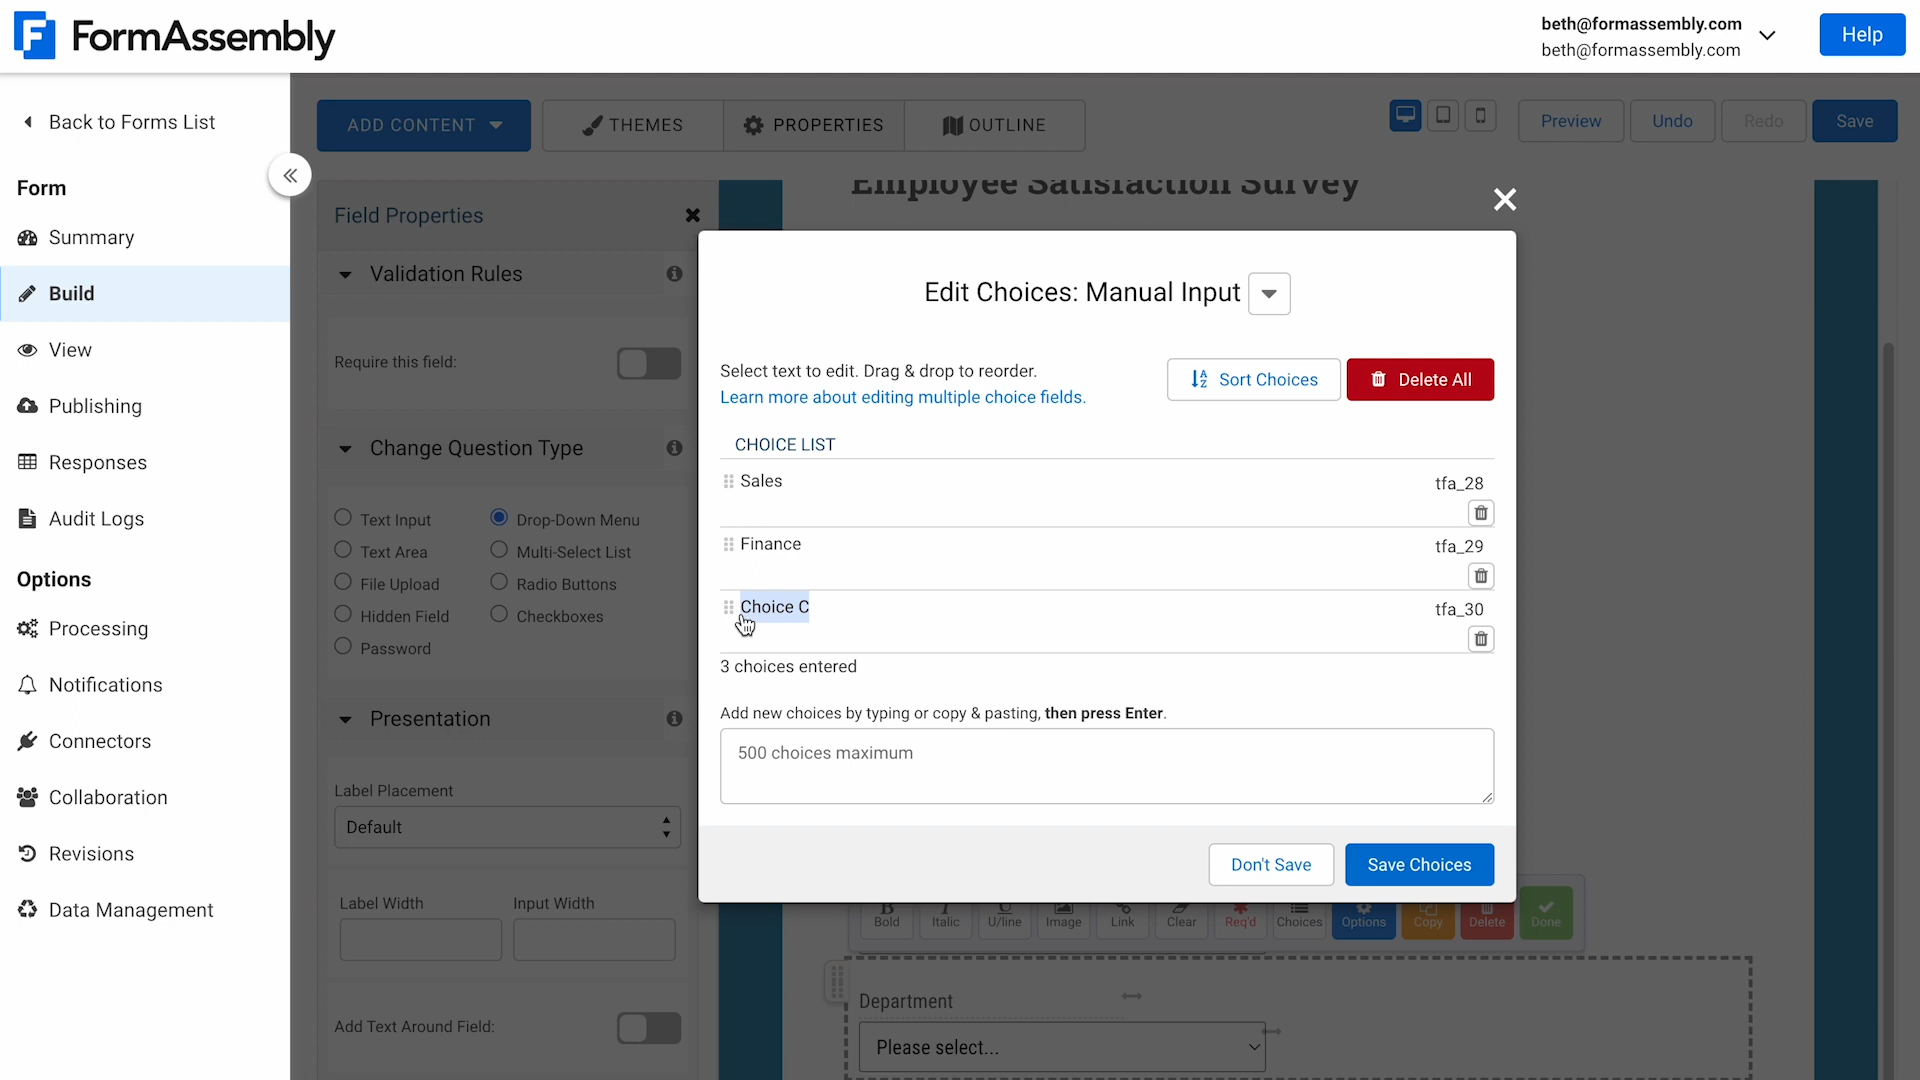 FormAssembly
beth@formassembly.com
beth@formassembly.com
Help
Back to Forms List
ADD CONTENT
THEMES
PROPERTIES
OUTLINE
Preview
Undo
Redo
Save
Form
Summary
Build
View
Publishing
Responses
Audit Logs
Options
Processing
Notifications
Connectors
Collaboration
Revisions
Data Management
Field Properties
Validation Rules
Require this field:
Change Question Type
Text Input
Drop-Down Menu
Text Area
Multi-Select List
File Upload
Radio Buttons
Hidden Field
Checkboxes
Password
Presentation
Label Placement
Default
Label Width
Input Width
Add Text Around Field:
Employee Satisfaction Survey
Edit Choices: Manual Input
Select text to edit. Drag & drop to reorder.
Learn more about editing multiple choice fields.
Sort Choices
Delete All
CHOICE LIST
Sales
tfa_28
Finance
tfa_29
Choice C
tfa_30
3 choices entered
Add new choices by typing or copy & pasting, then press Enter.
500 choices maximum
Don't Save
Save Choices
Bold
Italic
U/line
Image
Link
Clear
Req'd
Choices
Options
Copy
Delete
Done
Department
Please select...